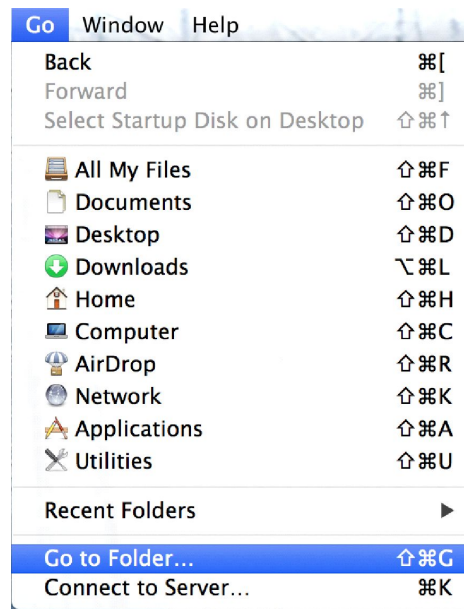 Go Window Help
Back ⌘[
Forward ⌘]
Select Startup Disk on Desktop ⇧⌘↑
All My Files ⇧⌘F
Documents ⇧⌘O
Desktop ⇧⌘D
Downloads ⌥⌘L
Home ⇧⌘H
Computer ⇧⌘C
AirDrop ⇧⌘R
Network ⇧⌘K
Applications ⇧⌘A
Utilities ⇧⌘U
Recent Folders ▶
Go to Folder... ⇧⌘G
Connect to Server... ⌘K